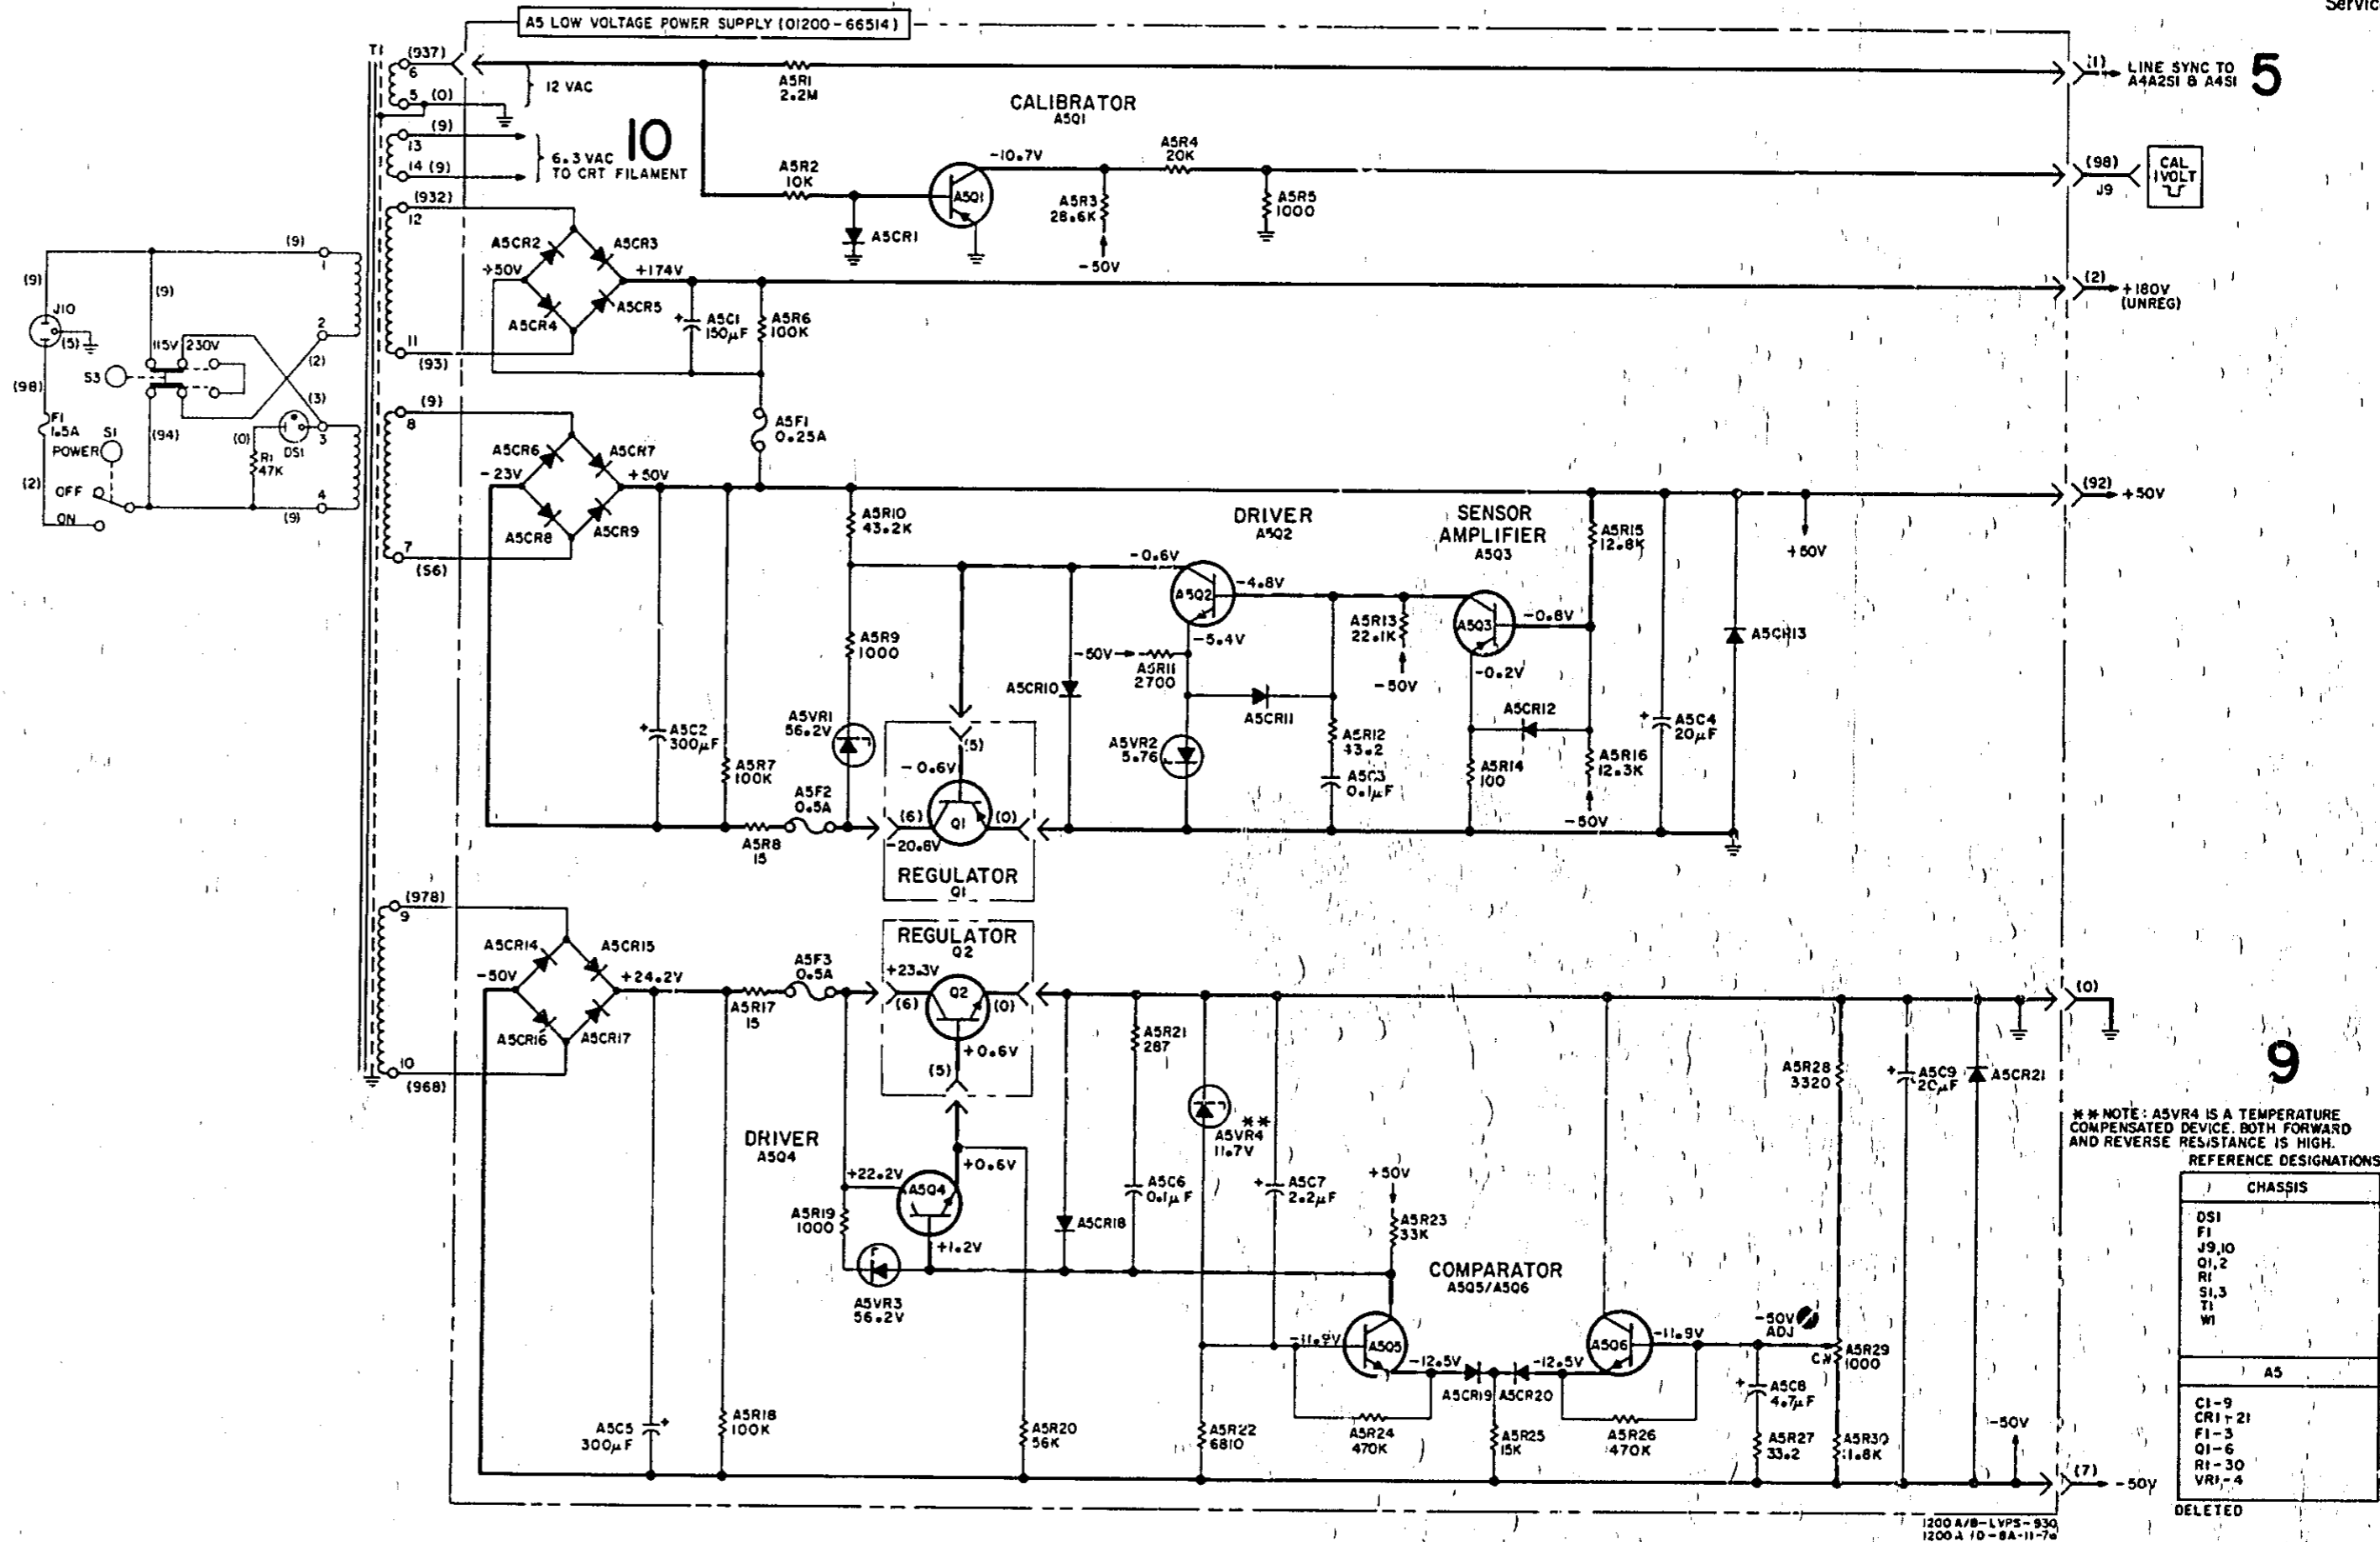 Servic
A5 LOW VOLTAGE POWER SUPPLY (01200-66514)
T1
(937)
6
5
(0)
12 VAC
A5R1
2.2M
(1)
LINE SYNC TO
A4A2S1 & A4S1
5
(9)
13
14 (9)
6.3 VAC
TO CRT FILAMENT
10
CALIBRATOR
A5Q1
A5R2
10K
A5CR1
A5Q1
-10.7V
A5R3
28.6K
-50V
A5R4
20K
A5R5
1000
(98)
J9
CAL
1 VOLT
(932)
12
11
(93)
A5CR2
A5CR3
+50V
+174V
A5CR4
A5CR5
A5C1
150µF
A5R6
100K
(2)
+180V
(UNREG)
(9)
1
(9)
J10
(5)
(9)
2
115V
230V
(2)
S3
(98)
(3)
F1
1.5A
S1
POWER
(94)
(0)
DS1
3
R1
47K
(2)
OFF
ON
(9)
4
(9)
8
7
(56)
A5CR6
A5CR7
-23V
+50V
A5CR8
A5CR9
A5F1
0.25A
(92)
+50V
A5R10
43.2K
DRIVER
A5Q2
SENSOR
AMPLIFIER
A5Q3
A5R15
12.8K
+50V
-0.6V
A5Q2
-4.8V
-5.4V
A5R13
22.1K
-50V
A5Q3
-0.8V
-0.2V
A5CR13
A5R9
1000
-50V
A5R11
2700
A5CR10
A5CR11
A5CR12
A5VR1
56.2V
A5C2
300µF
A5R7
100K
A5VR2
5.76
A5R12
43.2
A5C3
0.1µF
A5R14
100
A5R16
12.3K
-50V
A5C4
20µF
(5)
-0.6V
A5F2
0.5A
A5R8
15
(6)
Q1
(0)
-20.8V
REGULATOR
Q1
(978)
9
10
(968)
A5CR14
A5CR15
-50V
+24.2V
A5CR16
A5CR17
A5R17
15
A5F3
0.5A
REGULATOR
Q2
+23.3V
(6)
Q2
(0)
+0.6V
(5)
(0)
A5R21
287
A5R28
3320
A5C9
20µF
A5CR21
9
** NOTE: A5VR4 IS A TEMPERATURE
COMPENSATED DEVICE. BOTH FORWARD
AND REVERSE RESISTANCE IS HIGH.
DRIVER
A5Q4
+0.6V
+22.2V
A5Q4
+1.2V
A5R19
1000
A5VR3
56.2V
A5CR18
A5C6
0.1µF
**
A5VR4
11.7V
A5C7
2.2µF
+50V
A5R23
33K
COMPARATOR
A5Q5/A5Q6
-11.9V
A5Q5
-12.5V
A5CR19
A5CR20
-12.5V
A5Q6
-11.9V
-50V
ADJ
A5R29
1000
A5C8
4.7µF
A5C5
300µF
A5R18
100K
A5R20
56K
A5R22
6810
A5R24
470K
A5R25
15K
A5R26
470K
A5R27
33.2
A5R30
11.8K
-50V
(7)
-50V
REFERENCE DESIGNATIONS
CHASSIS
DS1
F1
J9,10
Q1,2
R1
S1,3
T1
W1
A5
C1-9
CR1-21
F1-3
Q1-6
R1-30
VR1-4
DELETED
1200 A/B-LVPS-930